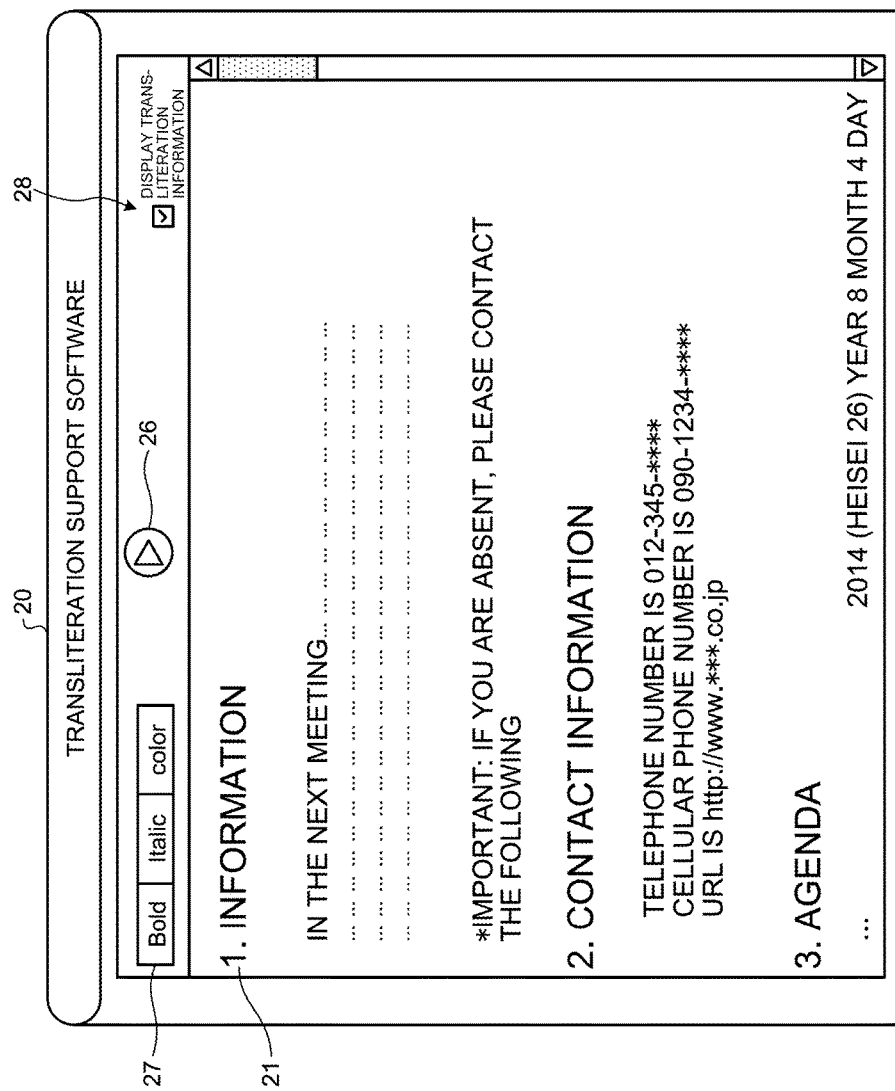 20
TRANSLITERATION SUPPORT SOFTWARE
28
26
27
Bold Italic color
DISPLAY TRANS-
LITERATION
INFORMATION
21
1. INFORMATION
IN THE NEXT MEETING... ... ... ... ... ... ... ... ... ... ... ... ...
... ... ... ... ... ... ... ... ... ... ... ... ... ... ... ... ... ... ... ... ... ...
... ... ... ... ... ... ... ... ... ... ... ... ... ... ... ... ... ... ... ... ... ...
... ... ... ... ... ... ... ... ... ... ... ... ... ... ... ... ... ... ... ... ... ...
*IMPORTANT: IF YOU ARE ABSENT, PLEASE CONTACT
THE FOLLOWING
2. CONTACT INFORMATION
TELEPHONE NUMBER IS 012-345-****
CELLULAR PHONE NUMBER IS 090-1234-****
URL IS http://www.***.co.jp
3. AGENDA
2014 (HEISEI 26) YEAR 8 MONTH 4 DAY
...